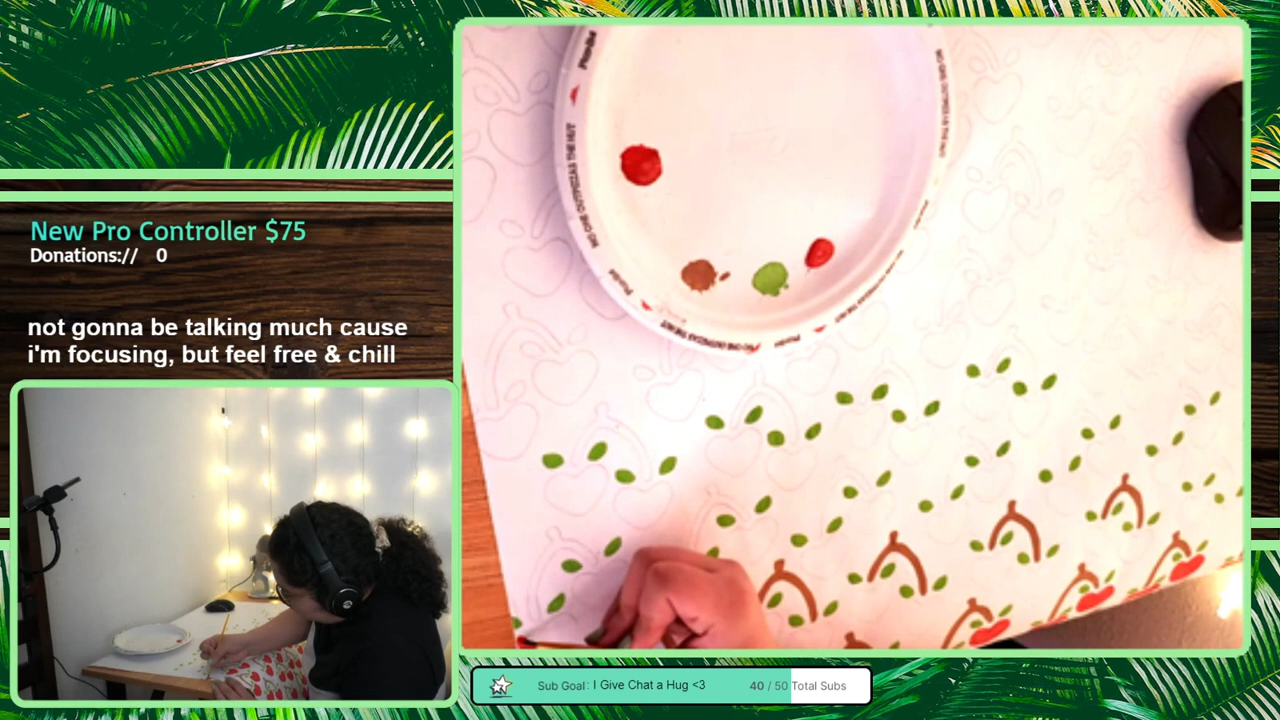 New Pro Controller $75
Donations:// 0
not gonna be talking much cause
i'm focusing, but feel free & chill
Sub Goal: I Give Chat a Hug <3 40 / 50 Total Subs